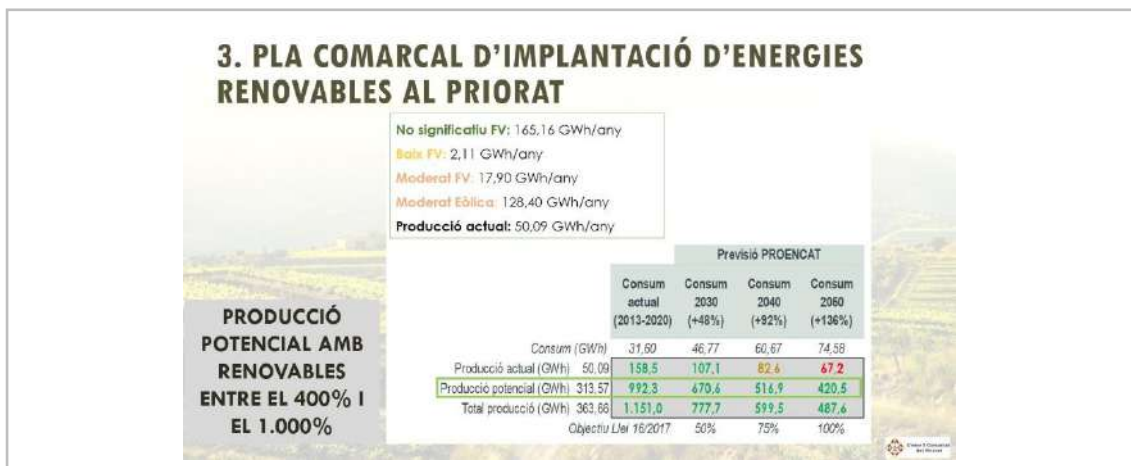 3. PLA COMARCAL D’IMPLANTACIÓ D’ENERGIES
RENOVABLES AL PRIORAT
No significatiu FV: 165,16 GWh/any
Baix FV: 2,11 GWh/any
Moderat FV: 17,90 GWh/any
Moderat Eòlica: 128,40 GWh/any
Producció actual: 50,09 GWh/any
PRODUCCIÓ
POTENCIAL AMB
RENOVABLES
ENTRE EL 400% I
EL 1.000%
Previsió PROENCAT
Consum Consum Consum Consum
actual 2030 2040 2060
(2013-2020) (+48%) (+92%) (+136%)
Consum (GWh) 31,60 46,77 60,67 74,58
Producció actual (GWh) 50,09 158,5 107,1 82,6 67,2
Producció potencial (GWh) 313,57 992,3 670,6 516,9 420,5
Total producció (GWh) 363,66 1.151,0 777,7 599,5 487,6
Objectiu Llei 16/2017 50% 75% 100%